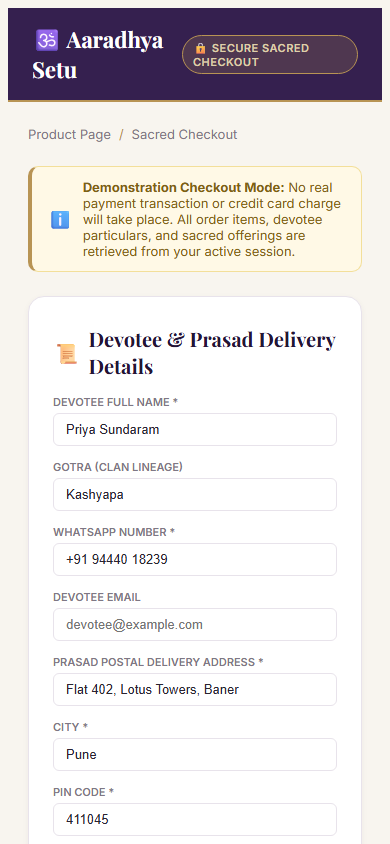 🕉️ Aaradhya
Setu
🔒 SECURE SACRED
CHECKOUT
Product Page / Sacred Checkout
Demonstration Checkout Mode: No real
payment transaction or credit card charge
will take place. All order items, devotee
particulars, and sacred offerings are
retrieved from your active session.
Devotee & Prasad Delivery
Details
DEVOTEE FULL NAME *
Priya Sundaram
GOTRA (CLAN LINEAGE)
Kashyapa
WHATSAPP NUMBER *
+91 94440 18239
DEVOTEE EMAIL
devotee@example.com
PRASAD POSTAL DELIVERY ADDRESS *
Flat 402, Lotus Towers, Baner
CITY *
Pune
PIN CODE *
411045